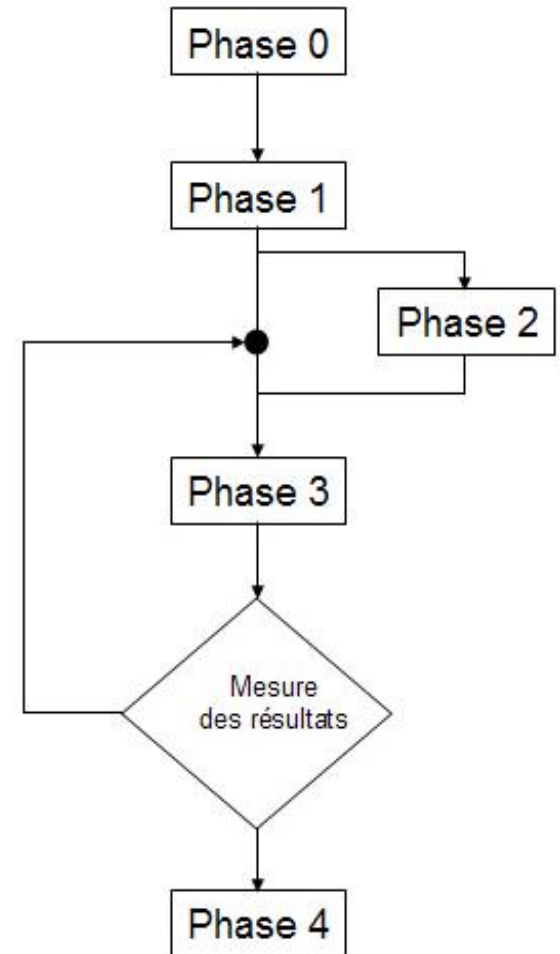 Phase 0
Phase 1
Phase 2
Phase 3
Mesure
des résultats
Phase 4